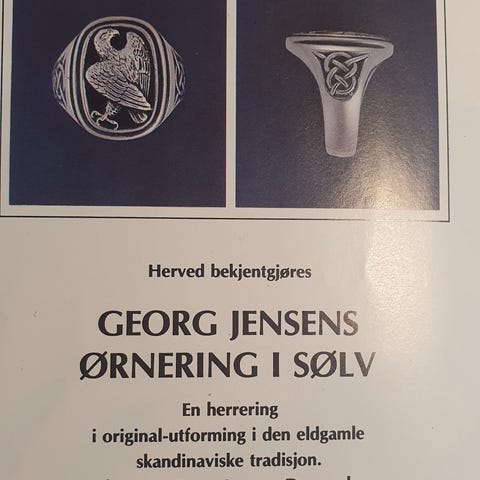 Herved bekjentgjøres
GEORG JENSENS
ØRNERING I SØLV
En herrering
i original-utforming i den eldgamle
skandinaviske tradisjon.